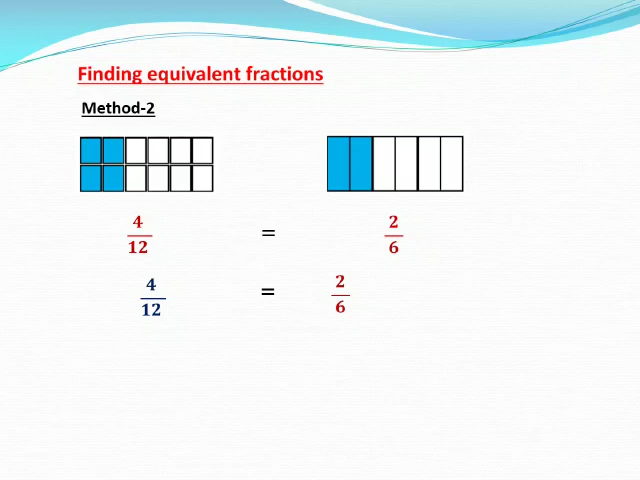 Finding equivalent fractions
Method-2
4/12 = 2/6
4/12 = 2/6